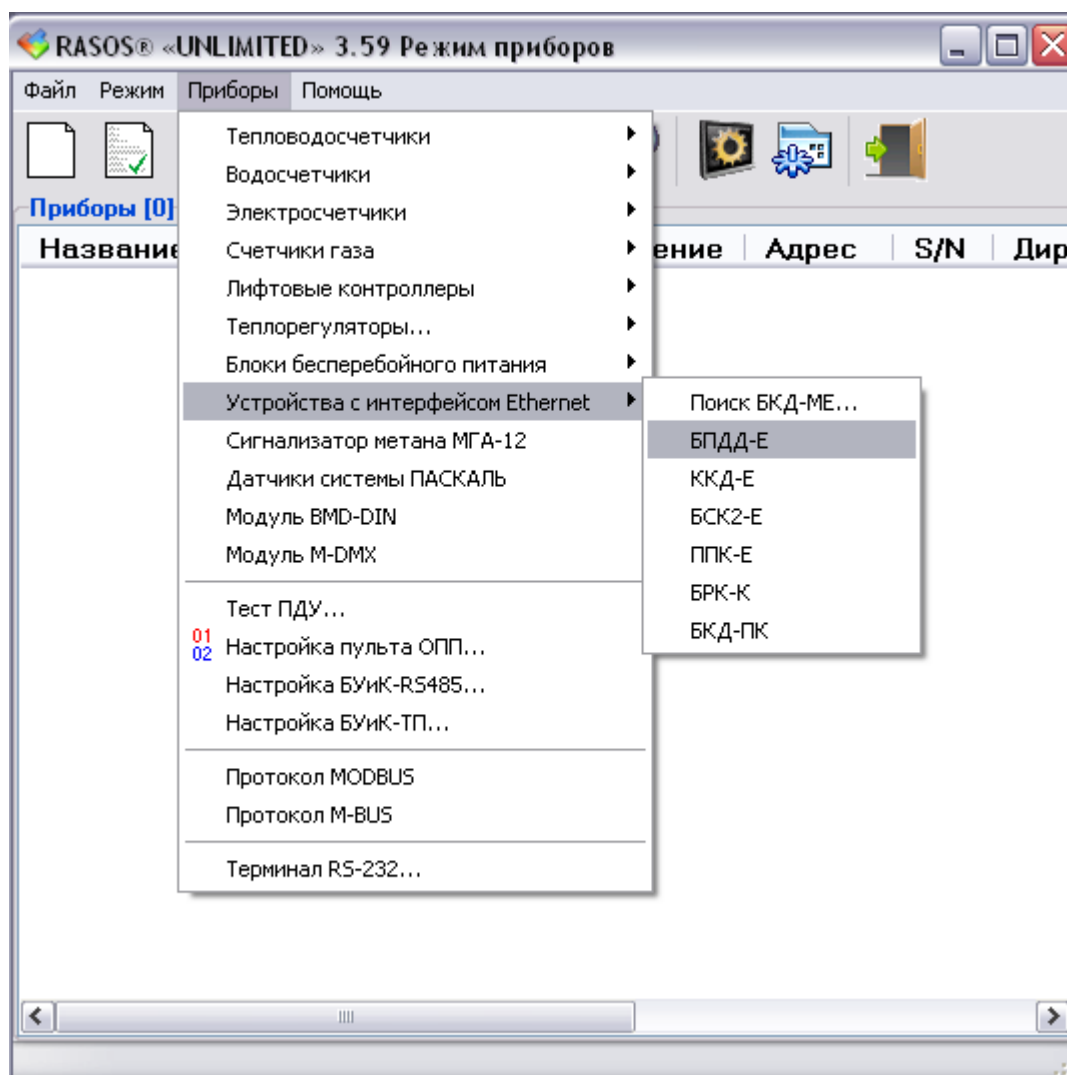 RASOS® «UNLIMITED» 3.59 Режим приборов
Файл Режим Приборы Помощь
Приборы [0]
Название ение Адрес S/N Дир
Тепловодосчетчики
Водосчетчики
Электросчетчики
Счетчики газа
Лифтовые контроллеры
Теплорегуляторы...
Блоки бесперебойного питания
Устройства с интерфейсом Ethernet
Сигнализатор метана МГА-12
Датчики системы ПАСКАЛЬ
Модуль BMD-DIN
Модуль M-DMX
Тест ПДУ...
01
02
Настройка пульта ОПП...
Настройка БУиК-RS485...
Настройка БУиК-ТП...
Протокол MODBUS
Протокол M-BUS
Терминал RS-232...
Поиск БКД-МЕ...
БПДД-Е
ККД-Е
БСК2-Е
ППК-Е
БРК-К
БКД-ПК